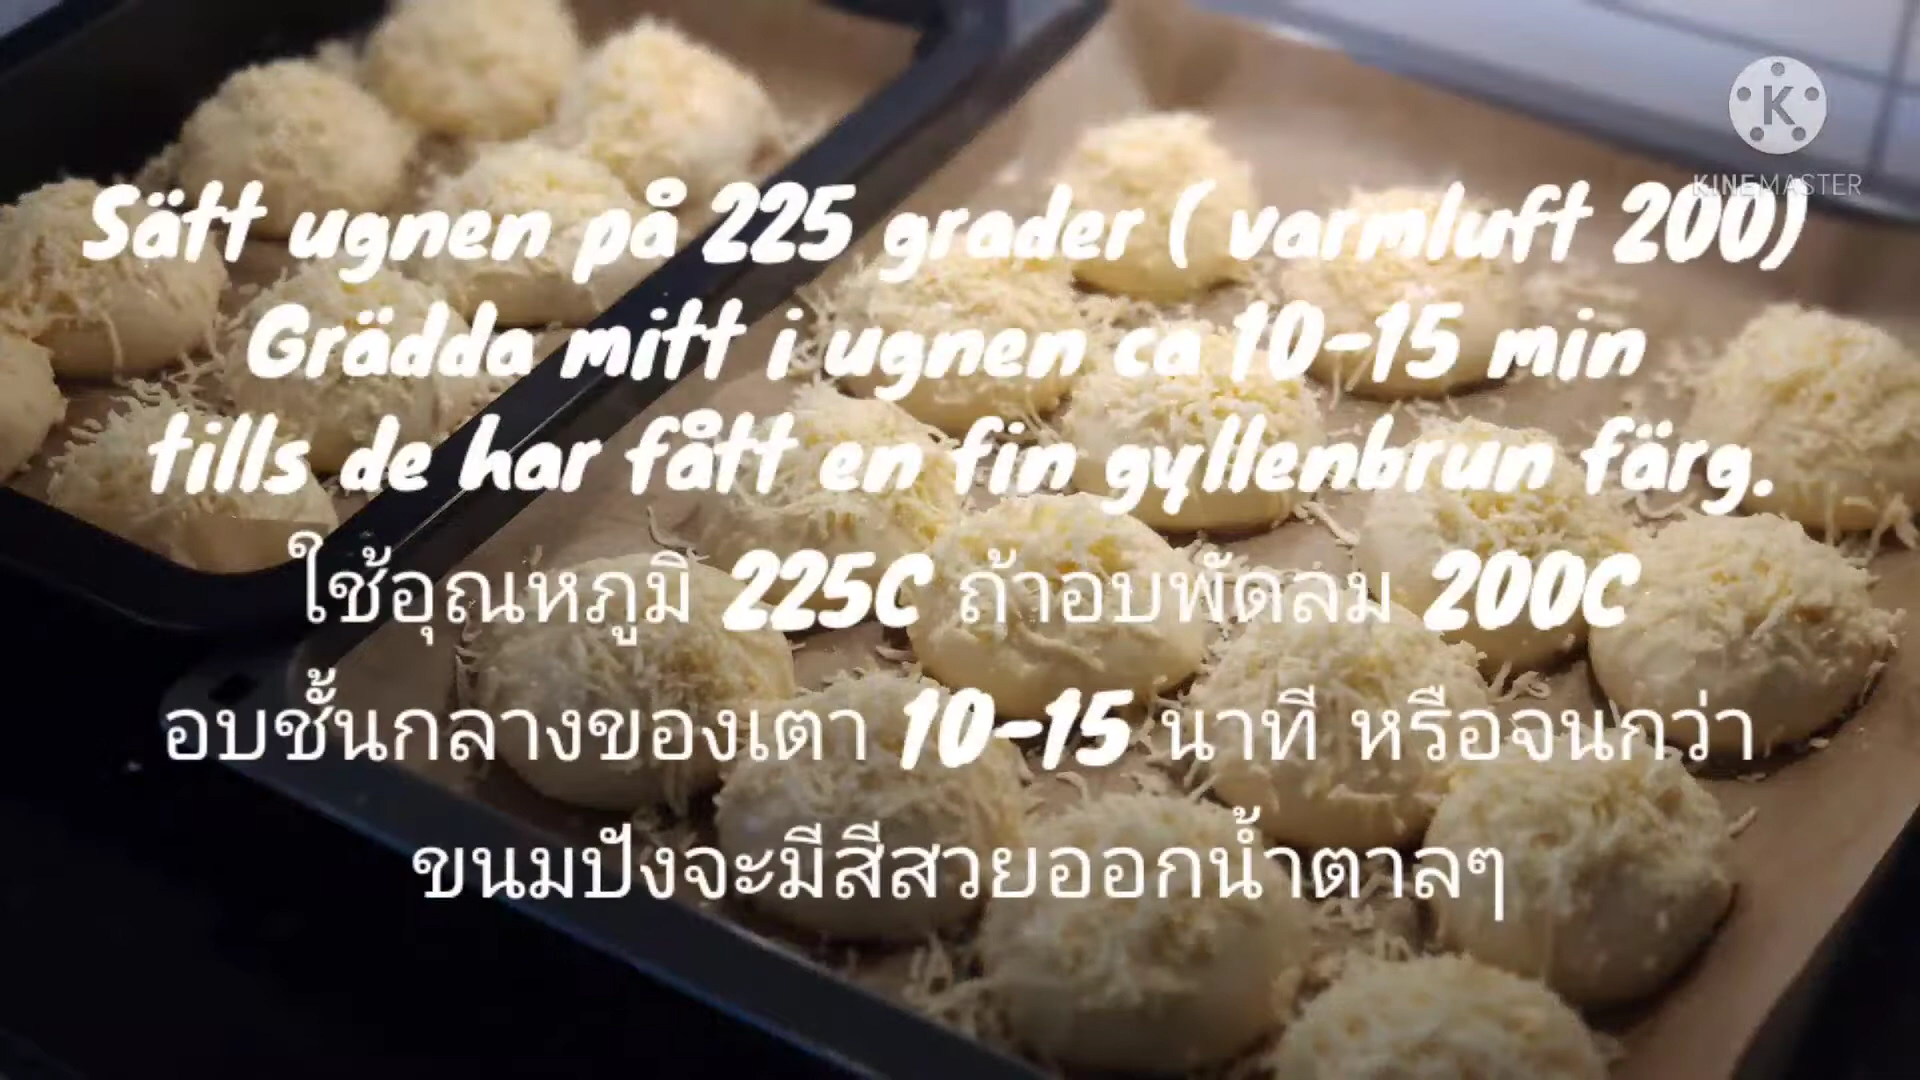 KINEMASTER
Sätt ugnen på 225 grader ( varmluft 200)
Grädda mitt i ugnen ca 10-15 min
tills de har fått en fin gyllenbrun färg.
ใช้อุณหภูมิ 225C ถ้าอบพัดลม 200C
อบชั้นกลางของเตา 10-15 นาที หรือจนกว่า
ขนมปังจะมีสีสวยออกน้ำตาลๆ